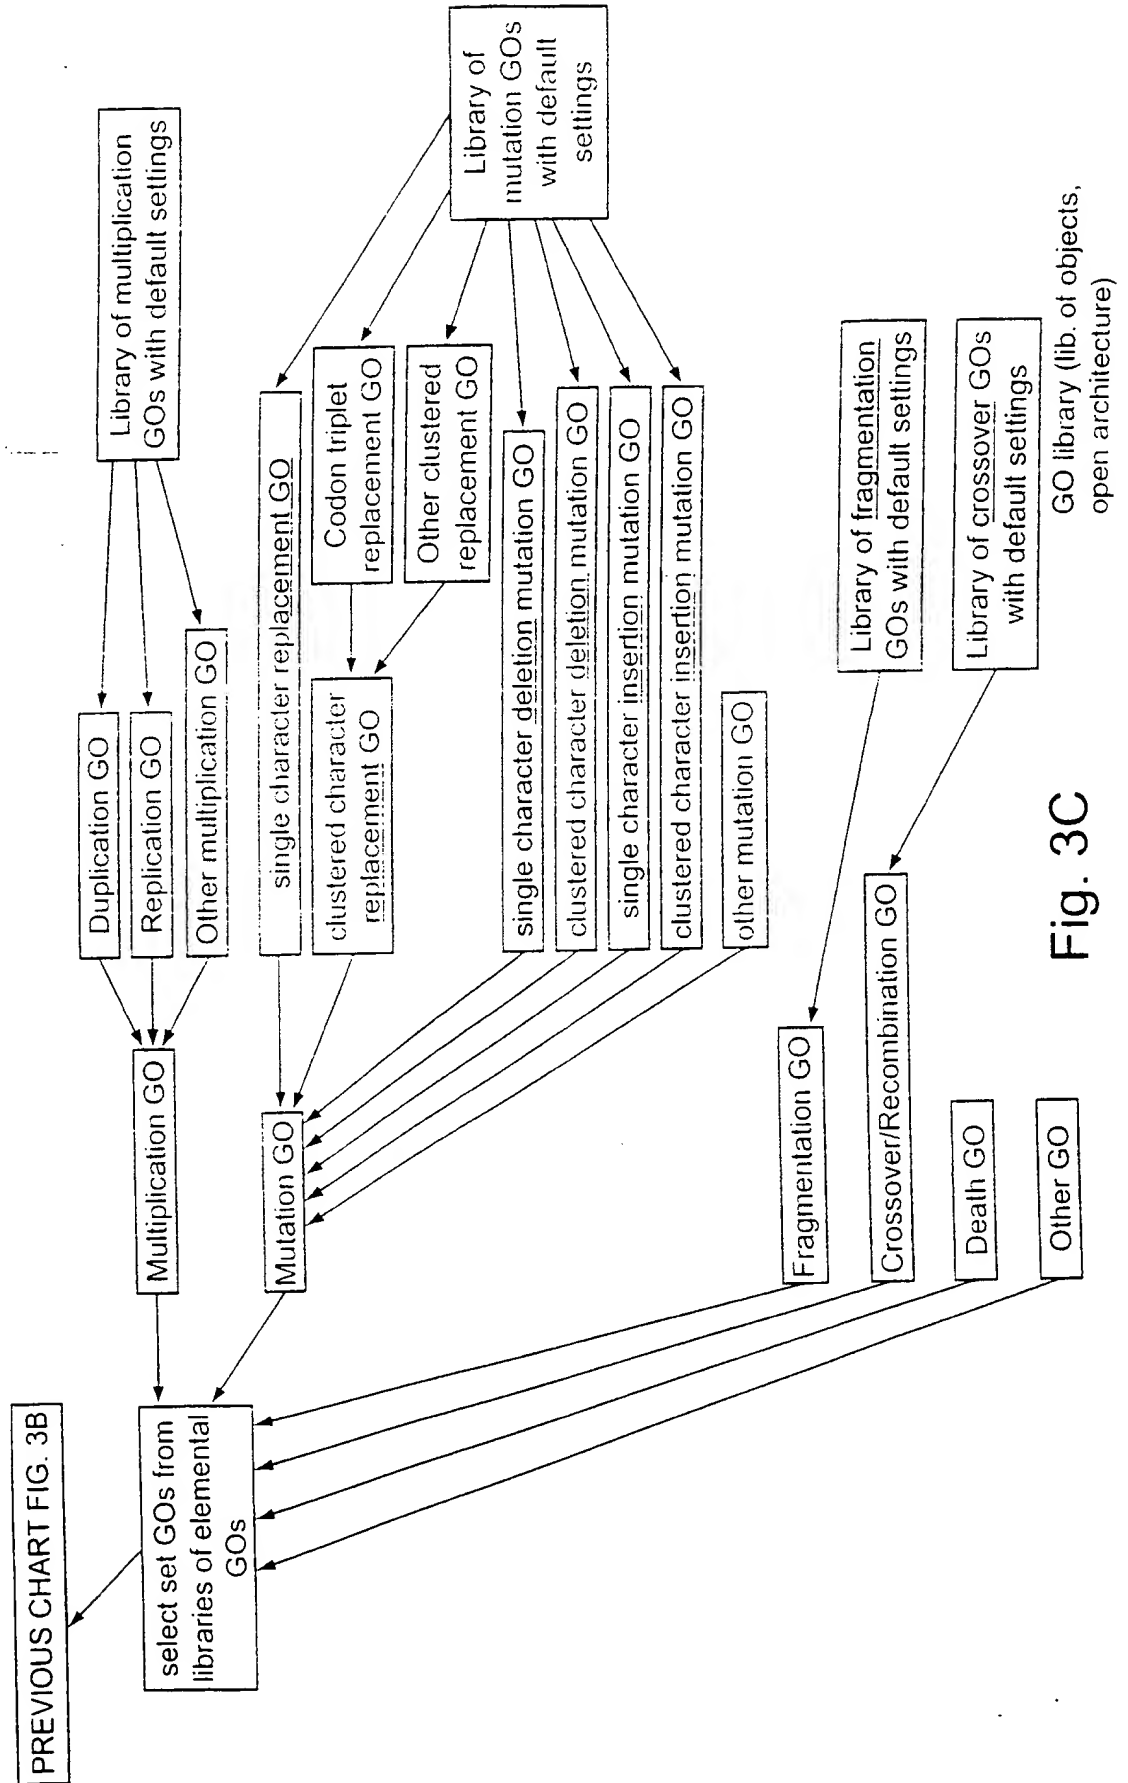 PREVIOUS CHART FIG. 3B
select set GOs from
libraries of elemental
GOs
Multiplication GO
Mutation GO
Fragmentation GO
Crossover/Recombination GO
Death GO
Other GO
Duplication GO
Replication GO
Other multiplication GO
single character replacement GO
clustered character
replacement GO
single character deletion mutation GO
clustered character deletion mutation GO
single character insertion mutation GO
clustered character insertion mutation GO
other mutation GO
Codon triplet
replacement GO
Other clustered
replacement GO
Library of multiplication
GOs with default settings
Library of
mutation GOs
with default
settings
Library of fragmentation
GOs with default settings
Library of crossover GOs
with default settings
GO library (lib. of objects,
open architecture)
Fig. 3C